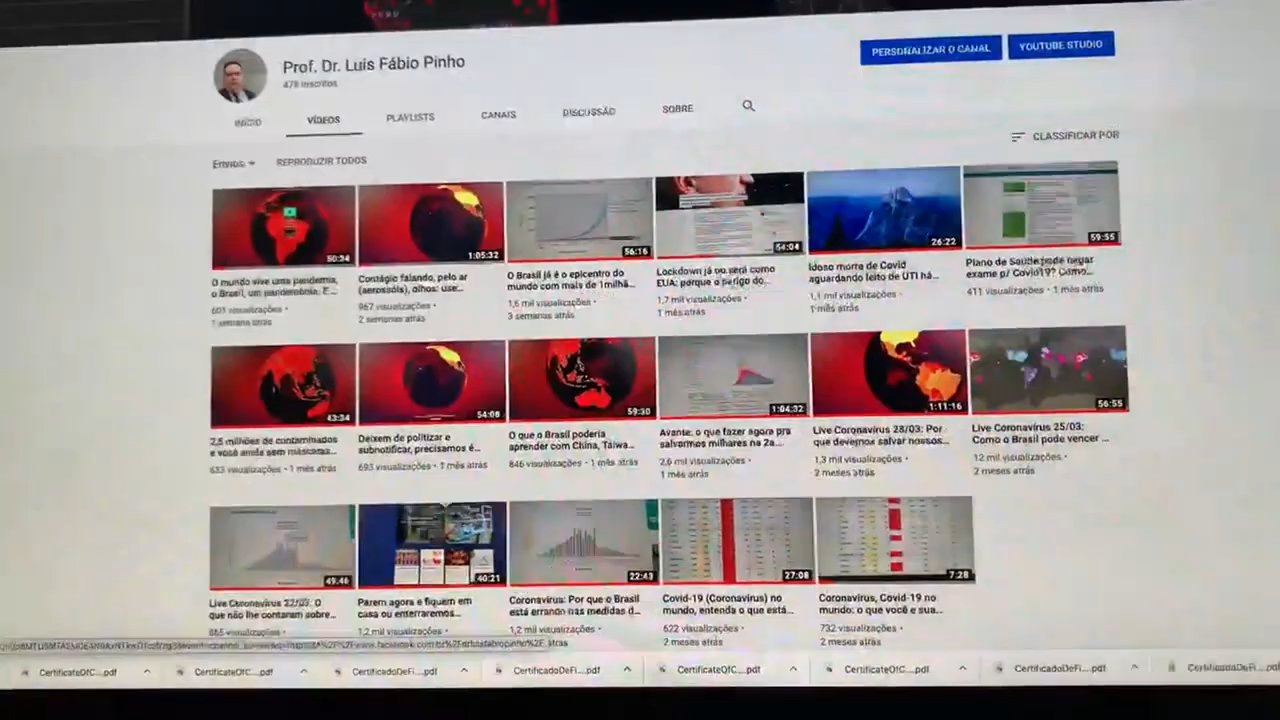 Prof. Dr. Luis Fábio Pinho
478 inscritos
PERSONALIZAR O CANAL
YOUTUBE STUDIO
INÍCIO
VÍDEOS
PLAYLISTS
CANAIS
DISCUSSÃO
SOBRE
CLASSIFICAR POR
Envios
REPRODUZIR TODOS
50:34
1:05:32
56:16
54:04
26:22
59:55
O mundo vive uma pandemia,
o Brasil, um pandemônio. E...
601 visualizações •
1 semana atrás
Contágio falando, pelo ar
(aerossóis), olhos: use...
967 visualizações •
2 semanas atrás
O Brasil já é o epicentro do
mundo com mais de 1milhã...
1,6 mil visualizações •
3 semanas atrás
Lockdown já ou será como
EUA: porque o perigo do...
1,7 mil visualizações •
1 mês atrás
Idoso morre de Covid
aguardando leito de UTI há...
1,1 mil visualizações •
1 mês atrás
Plano de Saúde pode negar
exame p/ Covid19? Como...
411 visualizações • 1 mês atrás
43:34
54:08
59:30
1:04:32
1:11:16
56:55
2,5 milhões de contaminados
e você ainda sem máscaras...
633 visualizações • 1 mês atrás
Deixem de politizar e
subnotificar, precisamos é...
693 visualizações • 1 mês atrás
O que o Brasil poderia
aprender com China, Taiwa...
846 visualizações • 1 mês atrás
Avante: o que fazer agora pra
salvarmos milhares na 2a...
2,6 mil visualizações •
1 mês atrás
Live Coronavírus 28/03: Por
que devemos salvar nossos...
1,3 mil visualizações •
2 meses atrás
Live Coronavírus 25/03:
Como o Brasil pode vencer ...
12 mil visualizações •
2 meses atrás
49:46
40:21
22:43
27:08
7:28
Live Coronavírus 22/03. O
que não lhe contaram sobre...
865 visualizações •
Parem agora e fiquem em
casa ou enterraremos...
1,2 mil visualizações •
Coronavírus: Por que o Brasil
está errando nas medidas d...
1,2 mil visualizações •
atrás
Covid-19 (Coronavírus) no
mundo, entenda o que está...
622 visualizações •
2 meses atrás
Coronavírus, Covid-19 no
mundo: o que você e sua...
732 visualizações •
2 meses atrás
CertificateOfC....pdf
CertificateOfC....pdf
CertificadoDeFi....pdf
CertificadoDeFi....pdf
CertificateOfC....pdf
CertificateOfC....pdf
CertificadoDeFi....pdf
CertificadoDeFi....pdf